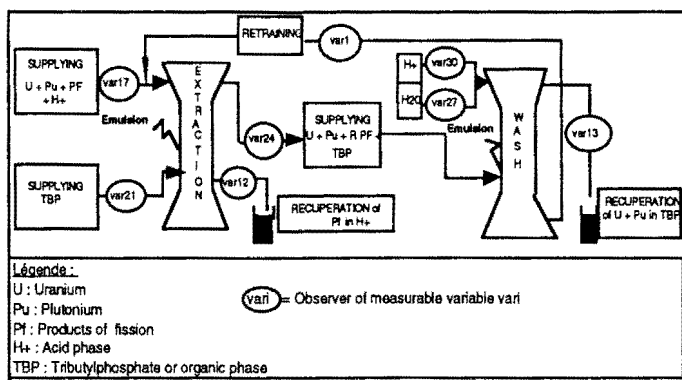 RETRAINING
var1
SUPPLYING
U + Pu + PF
+ H+
var17
EXTRACTION
H+
var30
H2O
var27
WASH
Emulsion
var24
SUPPLYING
U + Pu + R PF
TBP
Emulsion
var13
SUPPLYING
TBP
var21
var12
RECUPERATION of
Pf in H+
RECUPERATION
of U + Pu in TBP
Légende :
U : Uranium
Pu : Plutonium
Pf : Products of fission
H+ : Acid phase
TBP : Tributylphosphate or organic phase
vari = Observer of measurable variable vari